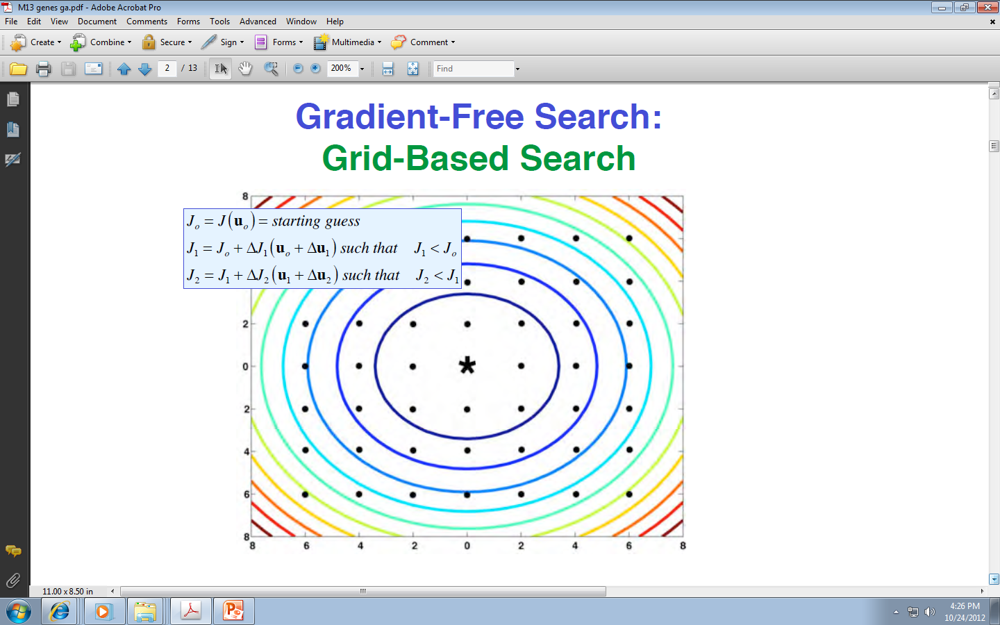 M13 genes ga.pdf - Adobe Acrobat Pro
File Edit View Document Comments Forms Tools Advanced Window Help
Create Combine Secure Sign Forms Multimedia Comment
2 / 13 200% Find
Gradient-Free Search:
Grid-Based Search
8
J_o = J(u_o) = starting guess
J_1 = J_o + ΔJ_1(u_o + Δu_1) such that J_1 < J_o
J_2 = J_1 + ΔJ_2(u_1 + Δu_2) such that J_2 < J_1
2
0
*
2
4
6
8
8 6 4 2 0 2 4 6 8
11.00 x 8.50 in
4:26 PM
10/24/2012